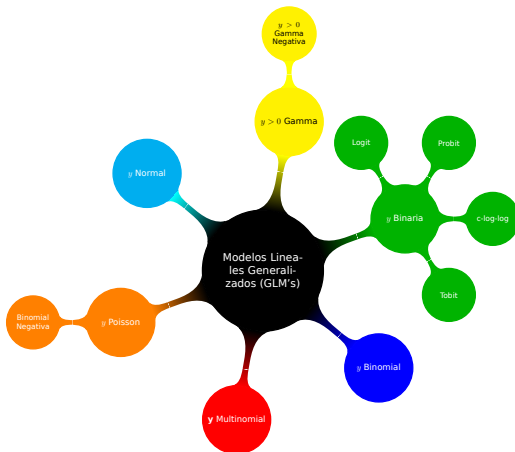 y > 0
Gamma
Negativa
y > 0 Gamma
Logit
Probit
y Normal
y Binaria
c-log-log
Modelos Linea-
les Generali-
zados (GLM's)
Tobit
Binomial
Negativa
y Poisson
y Binomial
y Multinomial